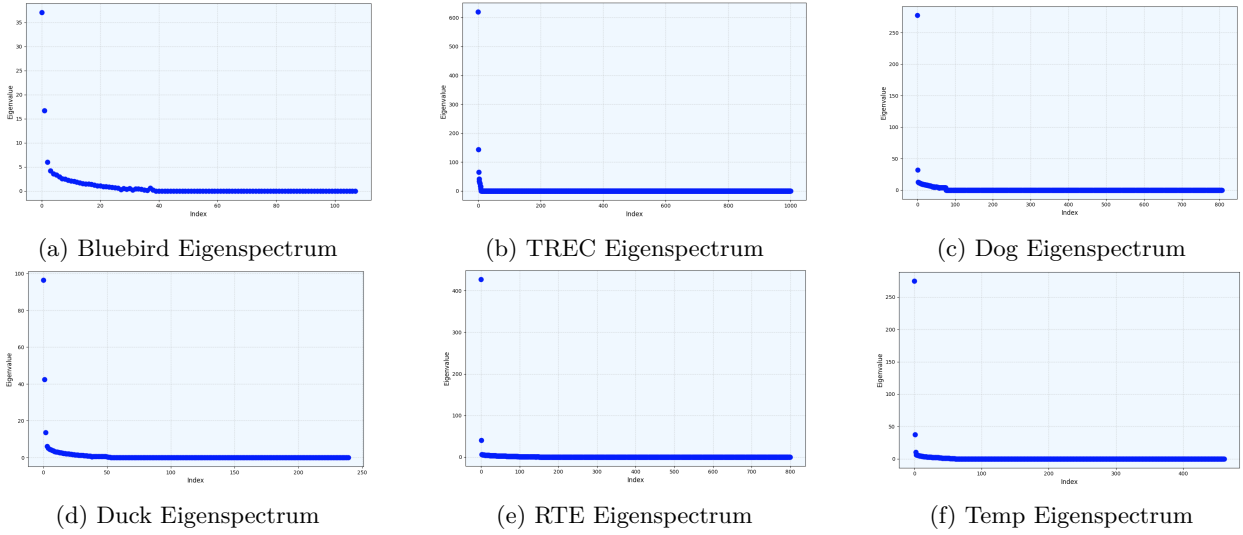 35
30
25
20
15
10
5
0
Eigenvalue
0 20 40 60 80 100
Index
(a) Bluebird Eigenspectrum
600
500
400
300
200
100
0
Eigenvalue
0 200 400 600 800 1000
Index
(b) TREC Eigenspectrum
250
200
150
100
50
0
Eigenvalue
0 100 200 300 400 500 600 700 800
Index
(c) Dog Eigenspectrum
100
80
60
40
20
0
Eigenvalue
0 50 100 150 200 250
Index
(d) Duck Eigenspectrum
400
300
200
100
0
Eigenvalue
0 100 200 300 400 500 600 700 800
Index
(e) RTE Eigenspectrum
250
200
150
100
50
0
Eigenvalue
0 100 200 300 400
Index
(f) Temp Eigenspectrum